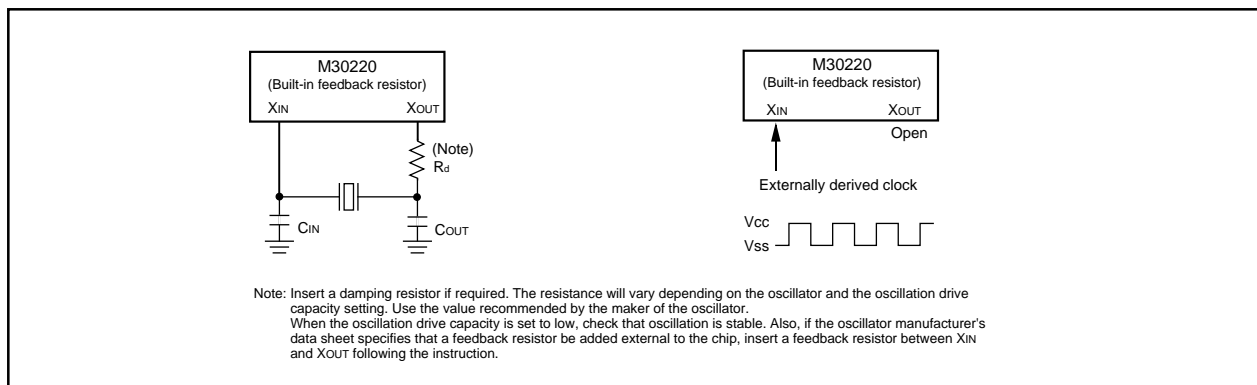 M30220
(Built-in feedback resistor)
XIN XOUT
(Note)
Rd
CIN
COUT
M30220
(Built-in feedback resistor)
XIN XOUT
Open
Externally derived clock
Vcc
Vss
Note: Insert a damping resistor if required. The resistance will vary depending on the oscillator and the oscillation drive
capacity setting. Use the value recommended by the maker of the oscillator.
When the oscillation drive capacity is set to low, check that oscillation is stable. Also, if the oscillator manufacturer's
data sheet specifies that a feedback resistor be added external to the chip, insert a feedback resistor between XIN
and XOUT following the instruction.